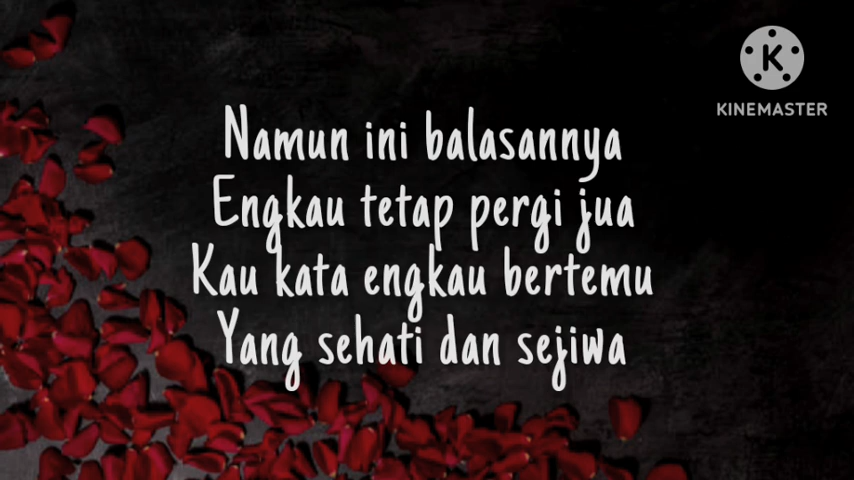 KINEMASTER
Namun ini balasannya
Engkau tetap pergi jua
Kau kata engkau bertemu
Yang sehati dan sejiwa